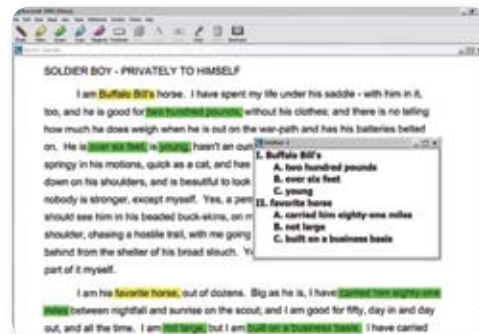 SOLDIER BOY - PRIVATELY TO HIMSELF
I am Buffalo Bill's horse. I have spent my life under his saddle - with him in it,
too, and he is good for two hundred pounds, without his clothes; and there is no telling
how much he does weigh when he is out on the war-path and has his batteries belted
on. He is over six feet, is young, hasn't an oun
springy in his motions, quick as a cat, and has
down on his shoulders, and is beautiful to look
nobody is stronger, except myself. Yes, a pers
should see him in his beaded buck-skins, on m
shoulder, chasing a hostile trail, with me going
behind from the shelter of his broad slouch. Y
part of it myself.
I am his favorite horse, out of dozens. Big as he is, I have carried him eighty-one
miles between nightfall and sunrise on the scout; and I am good for fifty, day in and day
out, and all the time. I am not large, but I am built on a business basis. I have carried
I. Buffalo Bill's
A. two hundred pounds
B. over six feet
C. young
II. favorite horse
A. carried him eighty-one miles
B. not large
C. built on a business basis